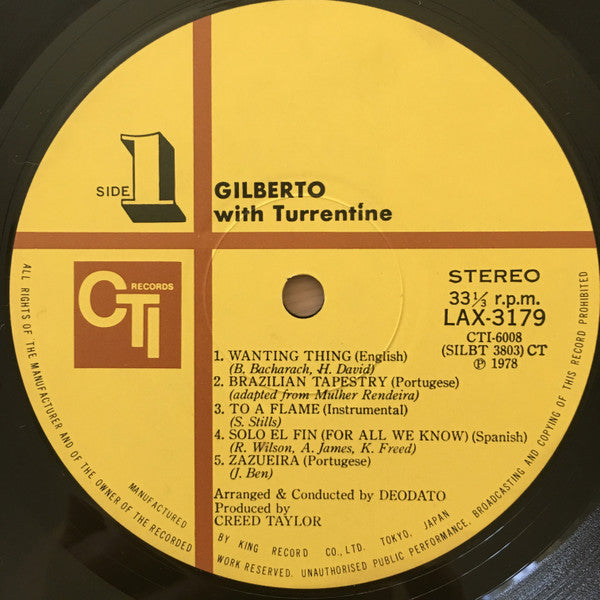 SIDE 1
GILBERTO
with Turrentine
CTI RECORDS
STEREO
33⅓ r.p.m.
LAX-3179
CTI-6008
(SILBT 3803) CT
℗ 1978
1. WANTING THING (English)
(B. Bacharach, H. David)
2. BRAZILIAN TAPESTRY (Portugese)
(adapted from Mulher Rendeira)
3. TO A FLAME (Instrumental)
(S. Stills)
4. SOLO EL FIN (FOR ALL WE KNOW) (Spanish)
(R. Wilson, A. James, K. Freed)
5. ZAZUEIRA (Portugese)
(J. Ben)
Arranged & Conducted by DEODATO
Produced by
CREED TAYLOR
MANUFACTURED BY KING RECORD CO., LTD. TOKYO, JAPAN
ALL RIGHTS OF THE MANUFACTURER AND OF THE OWNER OF THE RECORDED WORK RESERVED. UNAUTHORISED PUBLIC PERFORMANCE, BROADCASTING AND COPYING OF THIS RECORD PROHIBITED